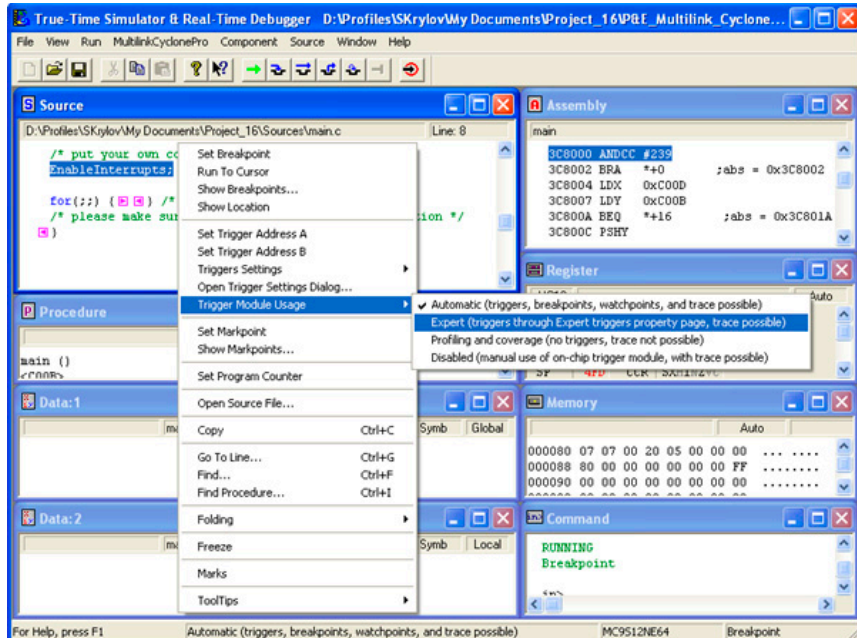 True-Time Simulator & Real-Time Debugger D:\Profiles\SKrylov\My Documents\Project_16\P&E_Multilink_Cyclone...
File View Run MultilinkCyclonePro Component Source Window Help
Source
D:\Profiles\SKrylov\My Documents\Project_16\Sources\main.c Line: 8
/* put your own co
EnableInterrupts;
for(;;) { } /*
/* please make sur
tion */
}
Set Breakpoint
Run To Cursor
Show Breakpoints...
Show Location
Set Trigger Address A
Set Trigger Address B
Triggers Settings
Open Trigger Settings Dialog...
Trigger Module Usage
Set Markpoint
Show Markpoints...
Set Program Counter
Open Source File...
Copy Ctrl+C
Go To Line... Ctrl+G
Find... Ctrl+F
Find Procedure... Ctrl+I
Folding
Freeze
Marks
ToolTips
Automatic (triggers, breakpoints, watchpoints, and trace possible)
Expert (triggers through Expert triggers property page, trace possible)
Profiling and coverage (no triggers, trace not possible)
Disabled (manual use of on-chip trigger module, with trace possible)
Assembly
main
3C8000 ANDCC #239
3C8002 BRA *+0 ;abs = 0x3C8002
3C8004 LDX 0xC00D
3C8007 LDY 0xC00B
3C800A BEQ *+16 ;abs = 0x3C801A
3C800C PSHY
Register
Auto
Procedure
main ()
Data:1
Symb Global
Memory
Auto
000080 07 07 00 20 05 00 00 00 ... ....
000088 80 00 00 00 00 00 00 FF ........
000090 00 00 00 00 00 00 00 00 ........
Data:2
Symb Local
Command
RUNNING
Breakpoint
in>
For Help, press F1 Automatic (triggers, breakpoints, watchpoints, and trace possible) MC9S12NE64 Breakpoint